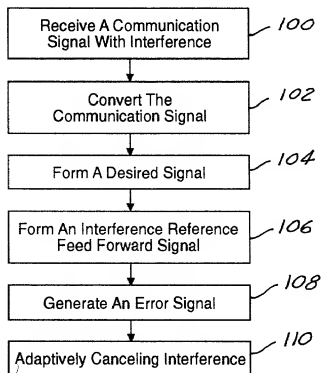 Receive A Communication
Signal With Interference
100
Convert The
Communication Signal
102
Form A Desired Signal
104
Form An Interference Reference
Feed Forward Signal
106
Generate An Error Signal
108
Adaptively Canceling Interference
110